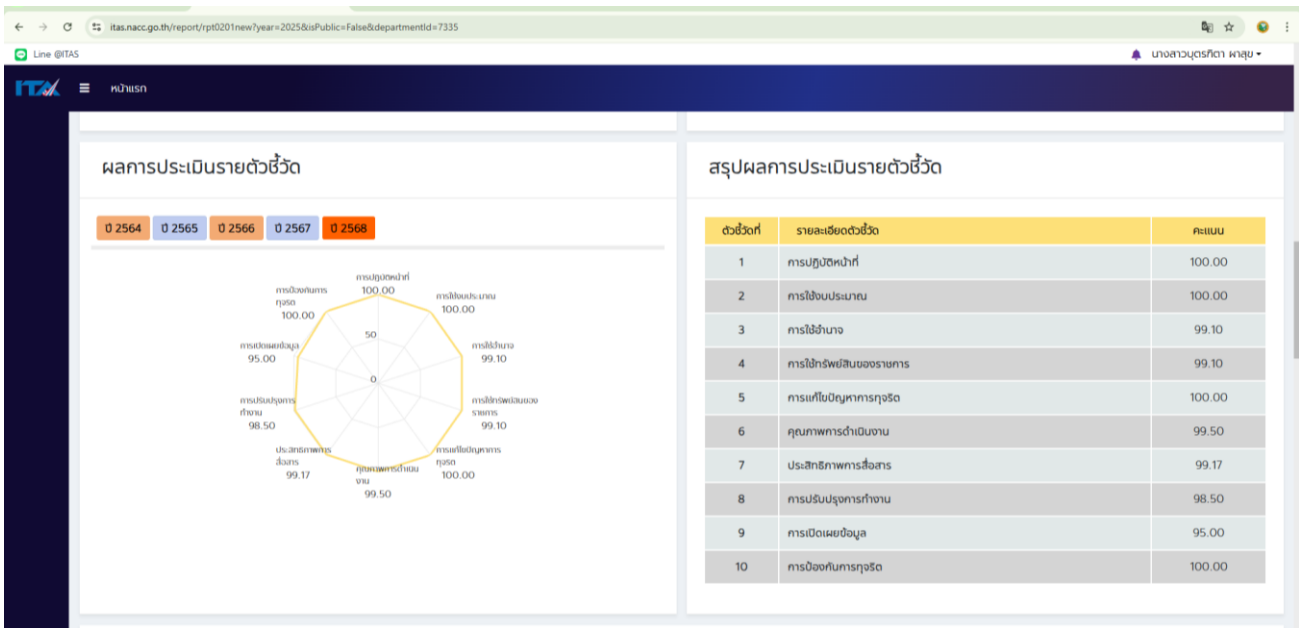 itas.nacc.go.th/report/rpt0201new?year=2025&isPublic=False&departmentId=7335
Line @ITAS
นางสาวบุตรทิตา ผาสุข
ITA
หน้าแรก
ผลการประเมินรายตัวชี้วัด
ปี 2564 ปี 2565 ปี 2566 ปี 2567 ปี 2568
การปฏิบัติหน้าที่
100.00
การใช้งบประมาณ
100.00
การใช้อำนาจ
99.10
การใช้ทรัพย์สินของ
ราชการ
99.10
การแก้ไขปัญหาการ
ทุจริต
100.00
คุณภาพการดำเนิน
งาน
99.50
ประสิทธิภาพการ
สื่อสาร
99.17
การปรับปรุงการ
ทำงาน
98.50
การเปิดเผยข้อมูล
95.00
การป้องกันการ
ทุจริต
100.00
50
0
สรุปผลการประเมินรายตัวชี้วัด
ตัวชี้วัดที่ รายละเอียดตัวชี้วัด คะแนน
1 การปฏิบัติหน้าที่ 100.00
2 การใช้งบประมาณ 100.00
3 การใช้อำนาจ 99.10
4 การใช้ทรัพย์สินของราชการ 99.10
5 การแก้ไขปัญหาการทุจริต 100.00
6 คุณภาพการดำเนินงาน 99.50
7 ประสิทธิภาพการสื่อสาร 99.17
8 การปรับปรุงการทำงาน 98.50
9 การเปิดเผยข้อมูล 95.00
10 การป้องกันการทุจริต 100.00